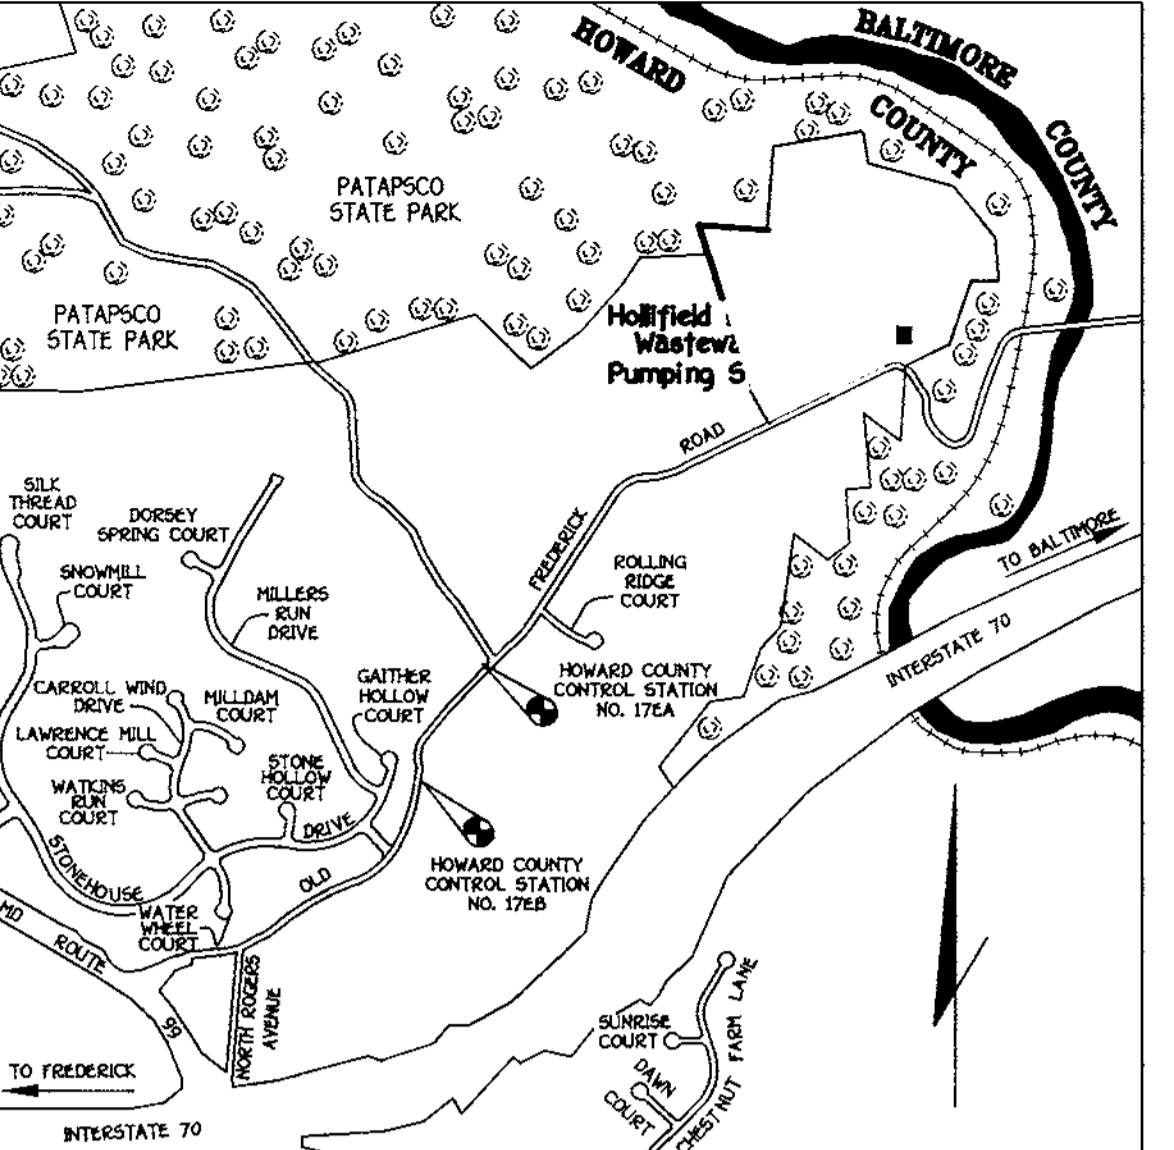 BALTIMORE
COUNTY
HOWARD
COUNTY
PATAPSCO
STATE PARK
PATAPSCO
STATE PARK
Hollifield
Pumping S
ROAD
FREDERICK
OLD
SILK
THREAD
COURT
DORSEY
SPRING COURT
SNOWMILL
COURT
MILLERS
RUN
DRIVE
ROLLING
RIDGE
COURT
TO BALTIMORE
INTERSTATE 70
HOWARD COUNTY
CONTROL STATION
NO. 17EA
GAITHER
HOLLOW
COURT
CARROLL WIND
DRIVE
MILLDAM
COURT
LAWRENCE MILL
COURT
STONE
HOLLOW
COURT
WATKINS
RUN
COURT
STONEHOUSE
DRIVE
HOWARD COUNTY
CONTROL STATION
NO. 17EB
WATER
WHEEL
COURT
MD
ROUTE
99
NORTH ROGERS
AVENUE
SUNRISE
COURT
DAWN
COURT
CHESTNUT FARM LANE
TO FREDERICK
INTERSTATE 70